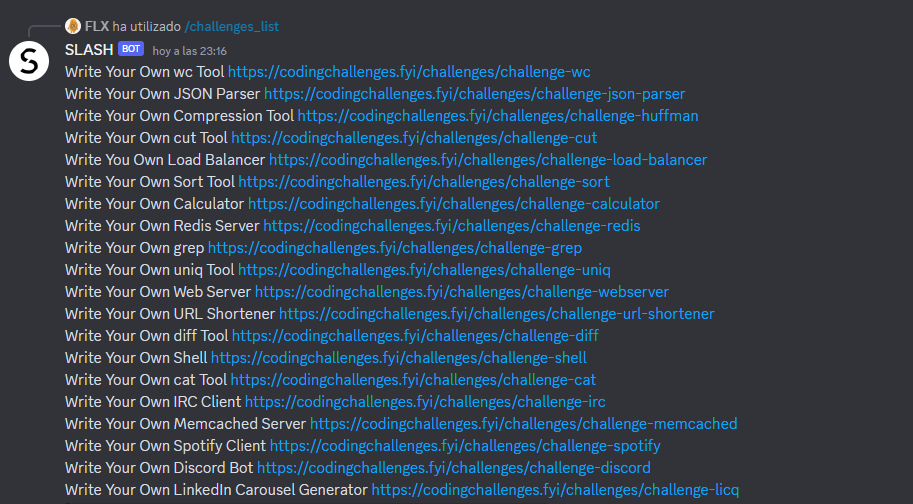 FLX ha utilizado /challenges_list
S
SLASH BOT hoy a las 23:16
Write Your Own wc Tool https://codingchallenges.fyi/challenges/challenge-wc
Write Your Own JSON Parser https://codingchallenges.fyi/challenges/challenge-json-parser
Write Your Own Compression Tool https://codingchallenges.fyi/challenges/challenge-huffman
Write Your Own cut Tool https://codingchallenges.fyi/challenges/challenge-cut
Write You Own Load Balancer https://codingchallenges.fyi/challenges/challenge-load-balancer
Write Your Own Sort Tool https://codingchallenges.fyi/challenges/challenge-sort
Write Your Own Calculator https://codingchallenges.fyi/challenges/challenge-calculator
Write Your Own Redis Server https://codingchallenges.fyi/challenges/challenge-redis
Write Your Own grep https://codingchallenges.fyi/challenges/challenge-grep
Write Your Own uniq Tool https://codingchallenges.fyi/challenges/challenge-uniq
Write Your Own Web Server https://codingchallenges.fyi/challenges/challenge-webserver
Write Your Own URL Shortener https://codingchallenges.fyi/challenges/challenge-url-shortener
Write Your Own diff Tool https://codingchallenges.fyi/challenges/challenge-diff
Write Your Own Shell https://codingchallenges.fyi/challenges/challenge-shell
Write Your Own cat Tool https://codingchallenges.fyi/challenges/challenge-cat
Write Your Own IRC Client https://codingchallenges.fyi/challenges/challenge-irc
Write Your Own Memcached Server https://codingchallenges.fyi/challenges/challenge-memcached
Write Your Own Spotify Client https://codingchallenges.fyi/challenges/challenge-spotify
Write Your Own Discord Bot https://codingchallenges.fyi/challenges/challenge-discord
Write Your Own LinkedIn Carousel Generator https://codingchallenges.fyi/challenges/challenge-licq